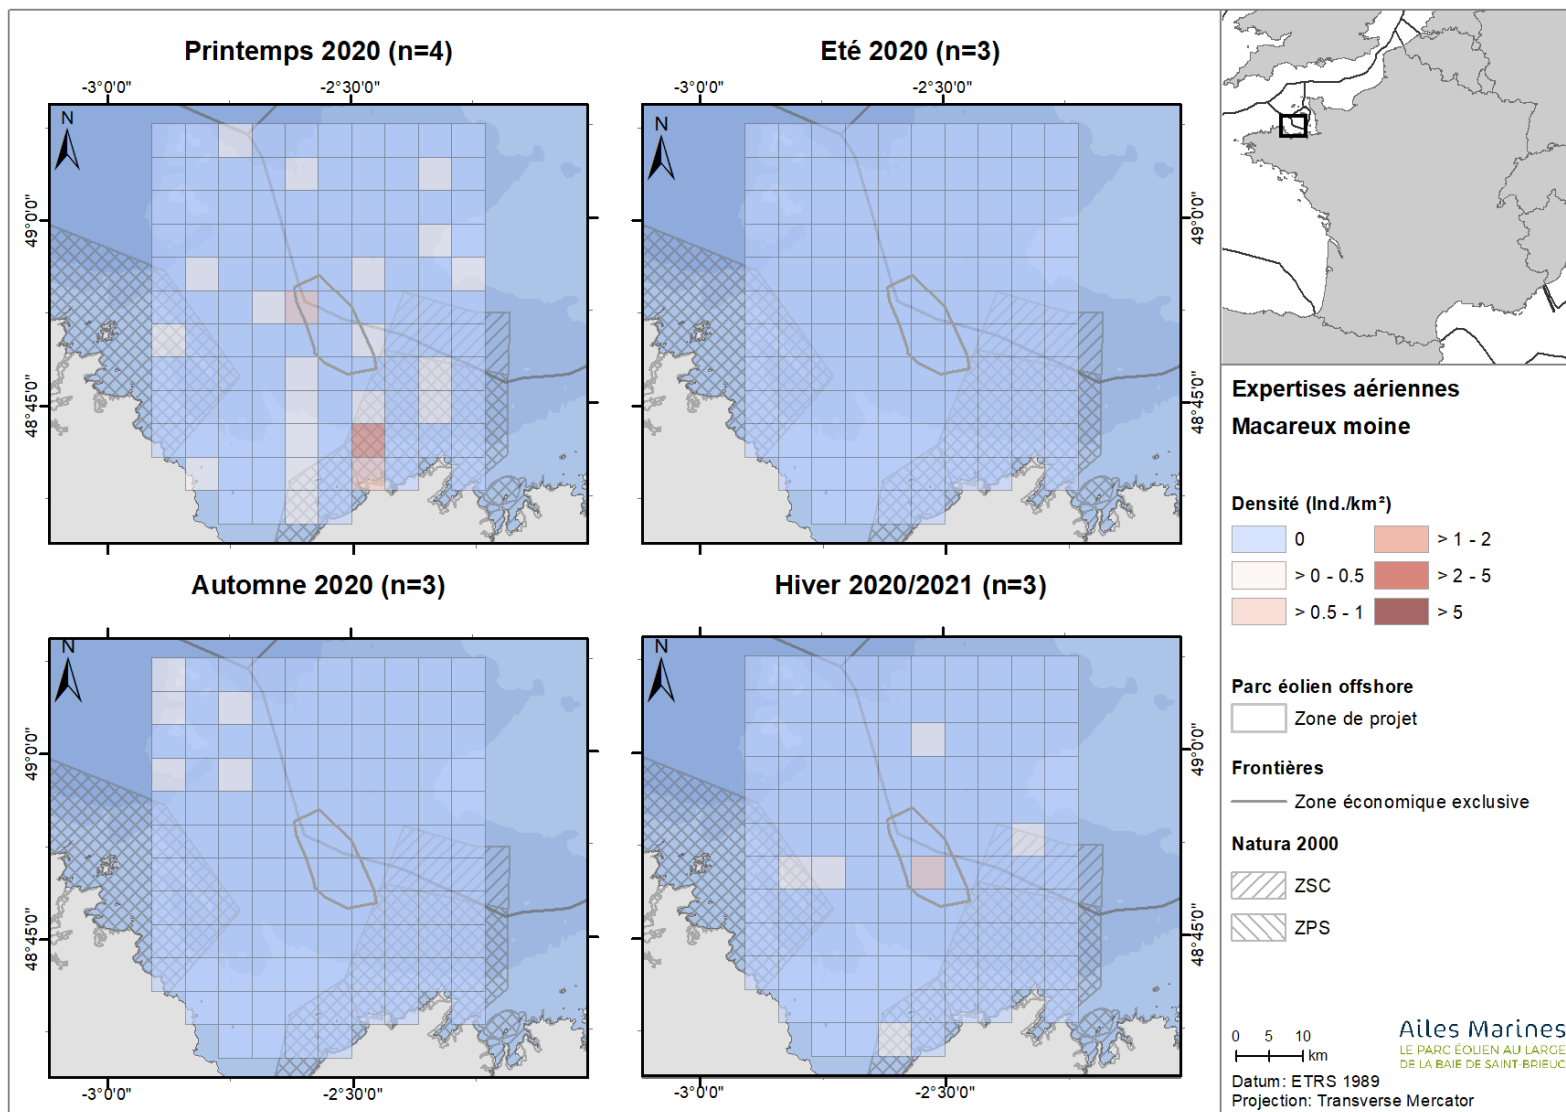 Printemps 2020 (n=4)
-3°0'0"
-2°30'0"
N
49°0'0"
48°45'0"
Eté 2020 (n=3)
-3°0'0"
-2°30'0"
N
49°0'0"
48°45'0"
Automne 2020 (n=3)
N
49°0'0"
48°45'0"
-3°0'0"
-2°30'0"
Hiver 2020/2021 (n=3)
N
49°0'0"
48°45'0"
-3°0'0"
-2°30'0"
Expertises aériennes
Macareux moine
Densité (Ind./km²)
0
> 0 - 0.5
> 0.5 - 1
> 1 - 2
> 2 - 5
> 5
Parc éolien offshore
Zone de projet
Frontières
Zone économique exclusive
Natura 2000
ZSC
ZPS
0 5 10
km
Datum: ETRS 1989
Projection: Transverse Mercator
Ailes Marines
LE PARC ÉOLIEN AU LARGE
DE LA BAIE DE SAINT-BRIEUC